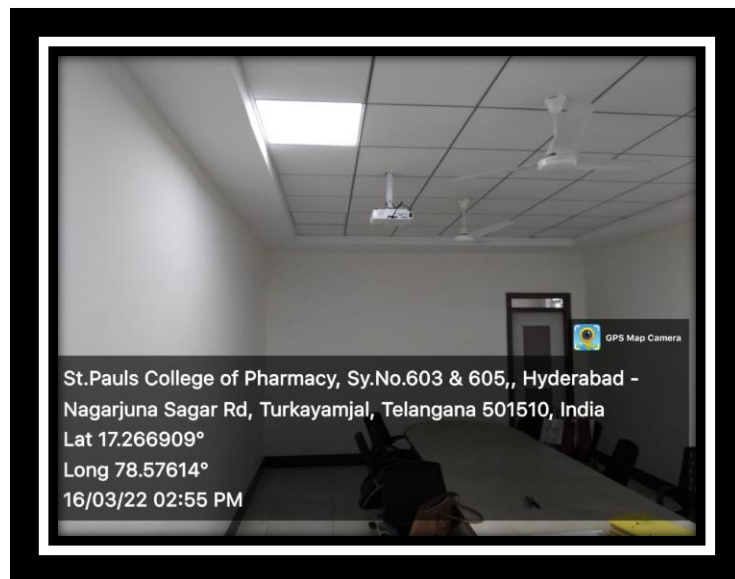 GPS Map Camera
St.Pauls College of Pharmacy, Sy.No.603 & 605,, Hyderabad -
Nagarjuna Sagar Rd, Turkayamjal, Telangana 501510, India
Lat 17.266909°
Long 78.57614°
16/03/22 02:55 PM